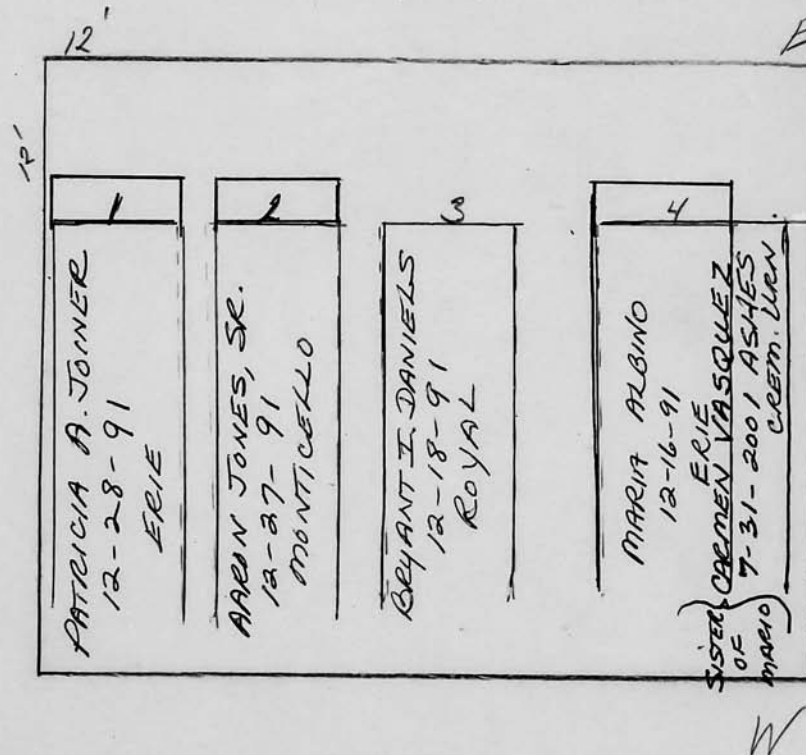 12'
12'
1
PATRICIA A. JOINER
12-28-91
ERIE
2
AARON JONES, SR.
12-27-91
MONTICELLO
3
BRYANT I. DANIELS
12-18-91
ROYAL
4
MARIA ALBINO
12-16-91
ERIE
CARMEN VASQUEZ
7-31-2001 ASHES
CREM. URN
SISTER
OF
MARIO
W